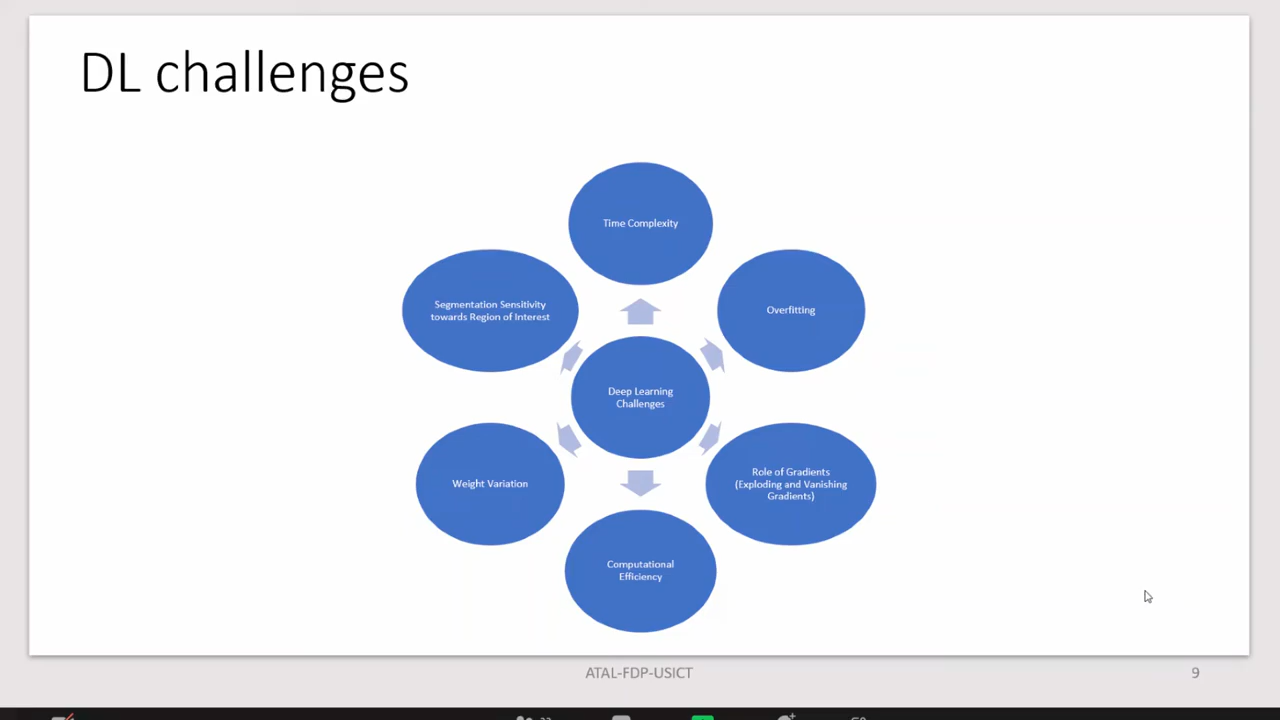 DL challenges
Time Complexity
Segmentation Sensitivity
towards Region of Interest
Overfitting
Deep Learning
Challenges
Weight Variation
Role of Gradients
(Exploding and Vanishing
Gradients)
Computational
Efficiency
ATAL-FDP-USICT
9